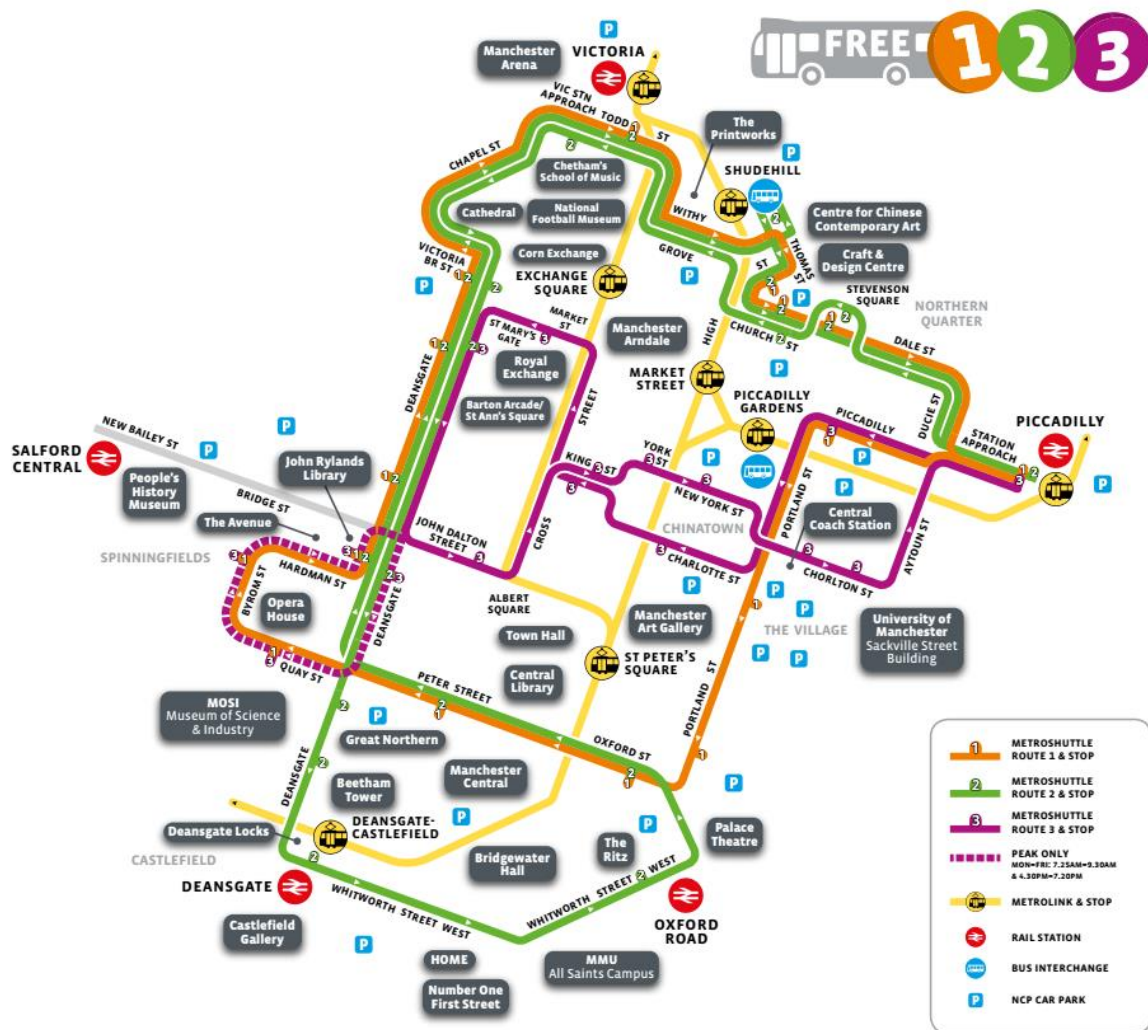 FREE 1 2 3
Manchester
Arena
VICTORIA
VIC STN
APPROACH
TODD
ST
CHAPEL ST
The
Printworks
SHUDEHILL
Chetham's
School of Music
Cathedral
National
Football Museum
WITHY
GROVE
ST
THOMAS
ST
Centre for Chinese
Contemporary Art
Craft &
Design Centre
Corn Exchange
EXCHANGE
SQUARE
VICTORIA
BR ST
STEVENSON
SQUARE
NORTHERN
QUARTER
MARKET
ST
ST MARY'S
GATE
Manchester
Arndale
HIGH
CHURCH ST
DALE ST
Royal
Exchange
MARKET
STREET
DEANSGATE
Barton Arcade/
St Ann's Square
STREET
PICCADILLY
GARDENS
PICCADILLY
DUCIE ST
STATION
APPROACH
PICCADILLY
NEW BAILEY ST
SALFORD
CENTRAL
John Rylands
Library
People's
History
Museum
BRIDGE ST
The Avenue
KING ST
YORK
ST
NEW YORK ST
PORTLAND ST
CHINATOWN
Central
Coach Station
AYTOUN ST
JOHN DALTON
STREET
CROSS
CHARLOTTE ST
CHORLTON ST
SPINNINGFIELDS
HARDMAN ST
BYROM ST
DEANSGATE
Opera
House
ALBERT
SQUARE
Town Hall
Manchester
Art Gallery
THE VILLAGE
University of
Manchester
Sackville Street
Building
QUAY ST
Central
Library
ST PETER'S
SQUARE
PETER STREET
PORTLAND ST
MOSI
Museum of Science
& Industry
Great Northern
OXFORD ST
DEANSGATE
Beetham
Tower
Manchester
Central
DEANSGATE-
CASTLEFIELD
Deansgate Locks
CASTLEFIELD
Bridgewater
Hall
The
Ritz
Palace
Theatre
DEANSGATE
WHITWORTH STREET WEST
WHITWORTH STREET WEST
OXFORD
ROAD
Castlefield
Gallery
HOME
MMU
All Saints Campus
Number One
First Street
1 METROSHUTTLE
ROUTE 1 & STOP
2 METROSHUTTLE
ROUTE 2 & STOP
3 METROSHUTTLE
ROUTE 3 & STOP
PEAK ONLY
MON-FRI: 7.25AM-9.30AM
& 4.30PM-7.20PM
METROLINK & STOP
RAIL STATION
BUS INTERCHANGE
P NCP CAR PARK